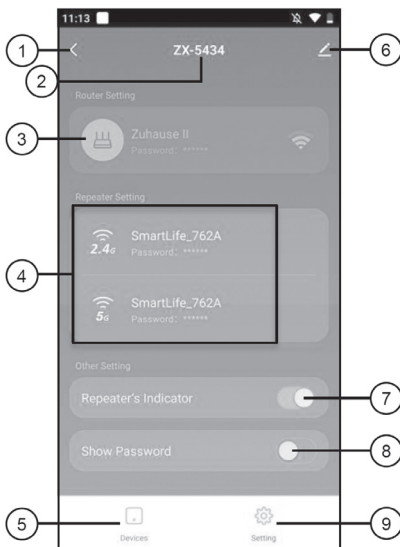 11:13
1
ZX-5434
6
2
Router Setting
3
Zuhause II
Password: ******
Repeater Setting
4
2.4G
SmartLife_762A
Password: ******
5G
SmartLife_762A
Password: ******
Other Setting
Repeater's Indicator
7
Show Password
8
5
Devices
Setting
9